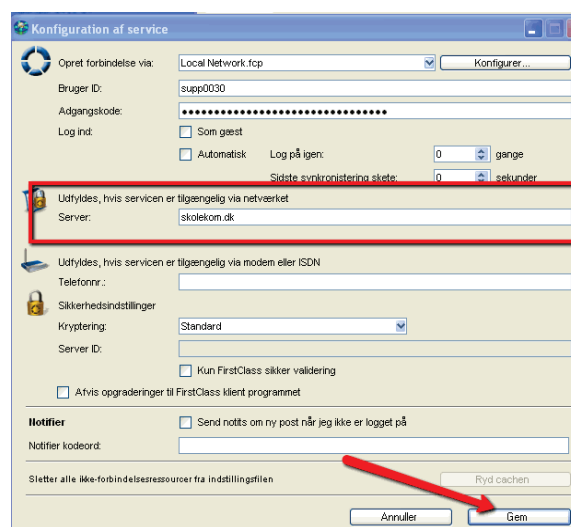 Konfiguration af service
Opret forbindelse via: Local Network.fcp Konfigurer...
Bruger ID: supp0030
Adgangskode: ••••••••••••••••••••••••••••••••
Log ind: Som gæst
Automatisk Log på igen: 0 gange
Sidste synkronistering skete: 0 sekunder
Udfyldes, hvis servicen er tilgængelig via netværket
Server: skolekom.dk
Udfyldes, hvis servicen er tilgængelig via modem eller ISDN
Telefonnr.:
Sikkerhedsindstillinger
Kryptering: Standard
Server ID:
Kun FirstClass sikker validering
Afvis opgraderinger til FirstClass klient programmet
Notifier Send notits om ny post når jeg ikke er logget på
Notifier kodeord:
Sletter alle ikke-forbindelsesressourcer fra indstillingsfilen Ryd cachen
Annuller Gem